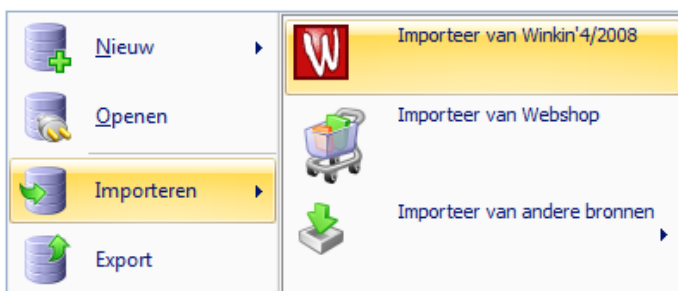 Nieuw
Openen
Importeren
Export
W
Importeer van Winkin'4/2008
Importeer van Webshop
Importeer van andere bronnen